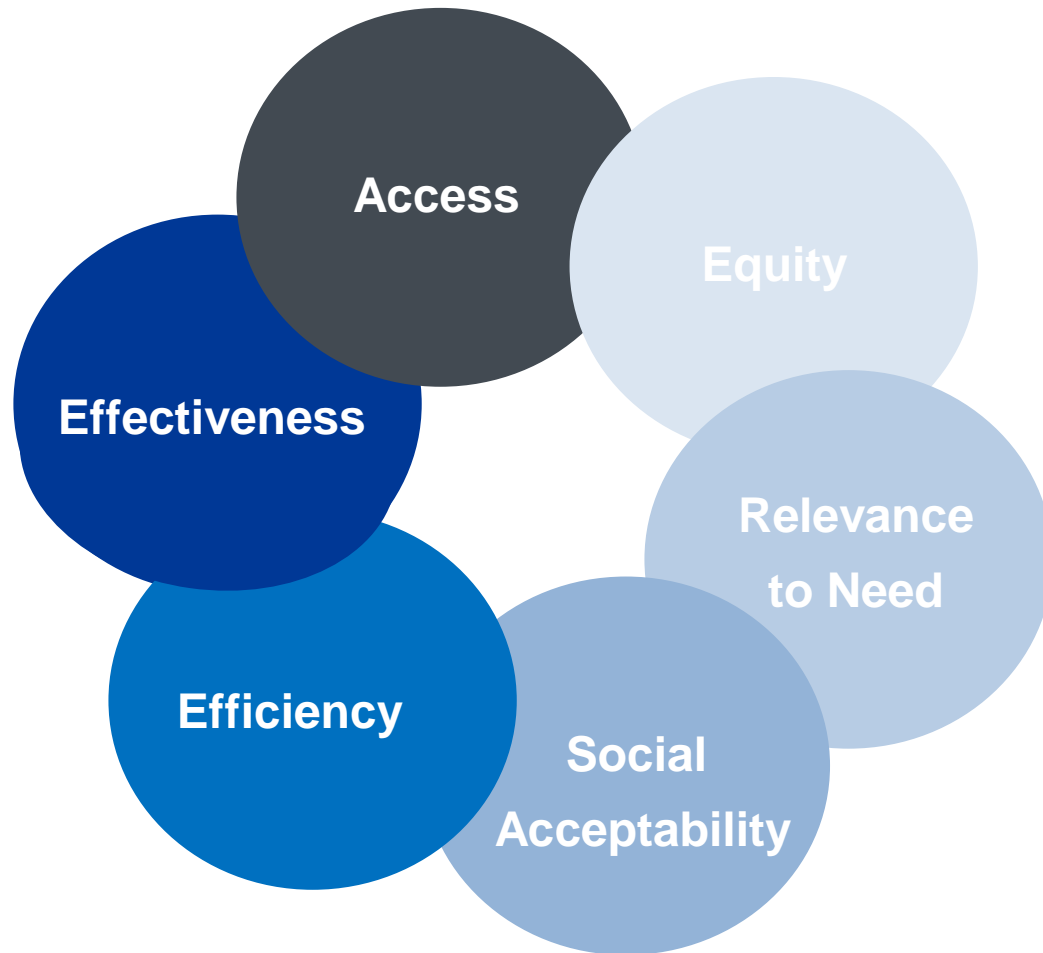 Access
Equity
Effectiveness
Relevance
to Need
Efficiency
Social
Acceptability